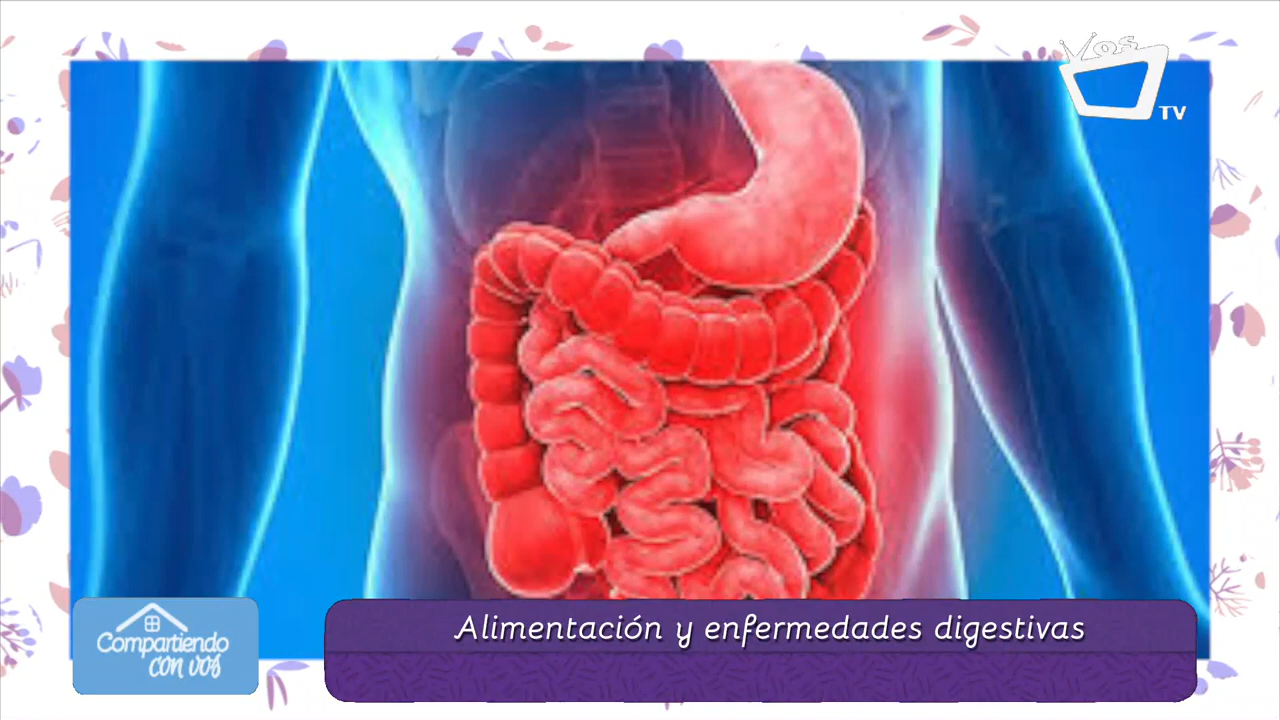 Vos
TV
Alimentación y enfermedades digestivas
Compartiendo
con vos